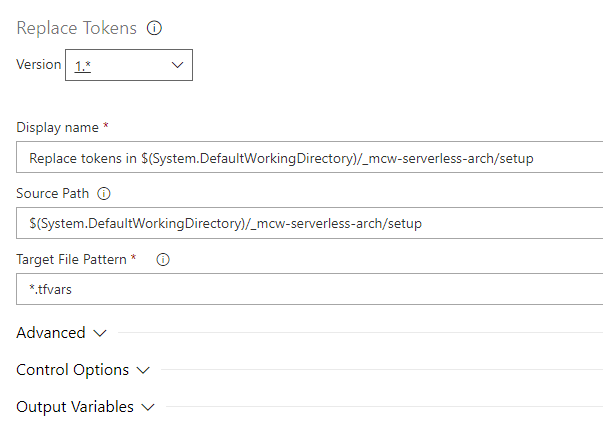 Replace Tokens
Version 1.*
Display name *
Replace tokens in $(System.DefaultWorkingDirectory)/_mcw-serverless-arch/setup
Source Path
$(System.DefaultWorkingDirectory)/_mcw-serverless-arch/setup
Target File Pattern *
*.tfvars
Advanced
Control Options
Output Variables